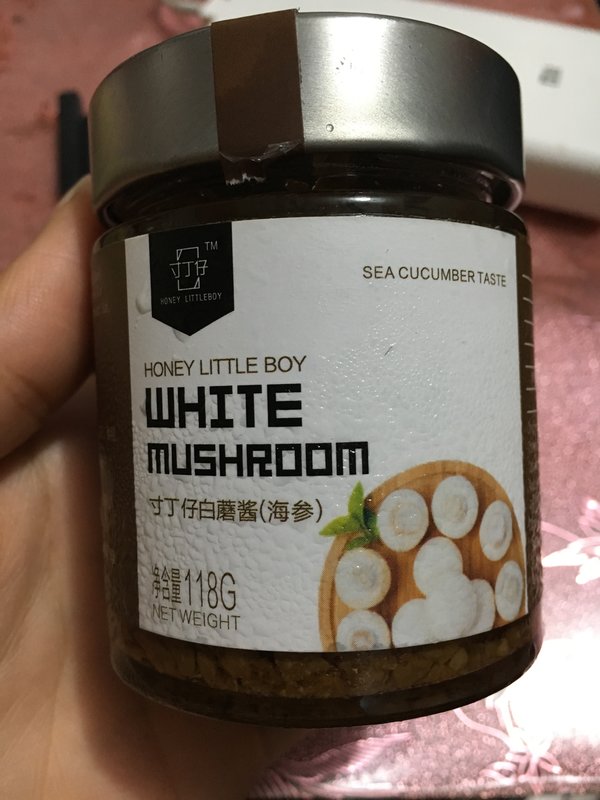 寸丁仔
TM
HONEY LITTLEBOY
SEA CUCUMBER TASTE
HONEY LITTLE BOY
WHITE
MUSHROOM
寸丁仔白蘑酱(海参)
净含量118G
NET WEIGHT